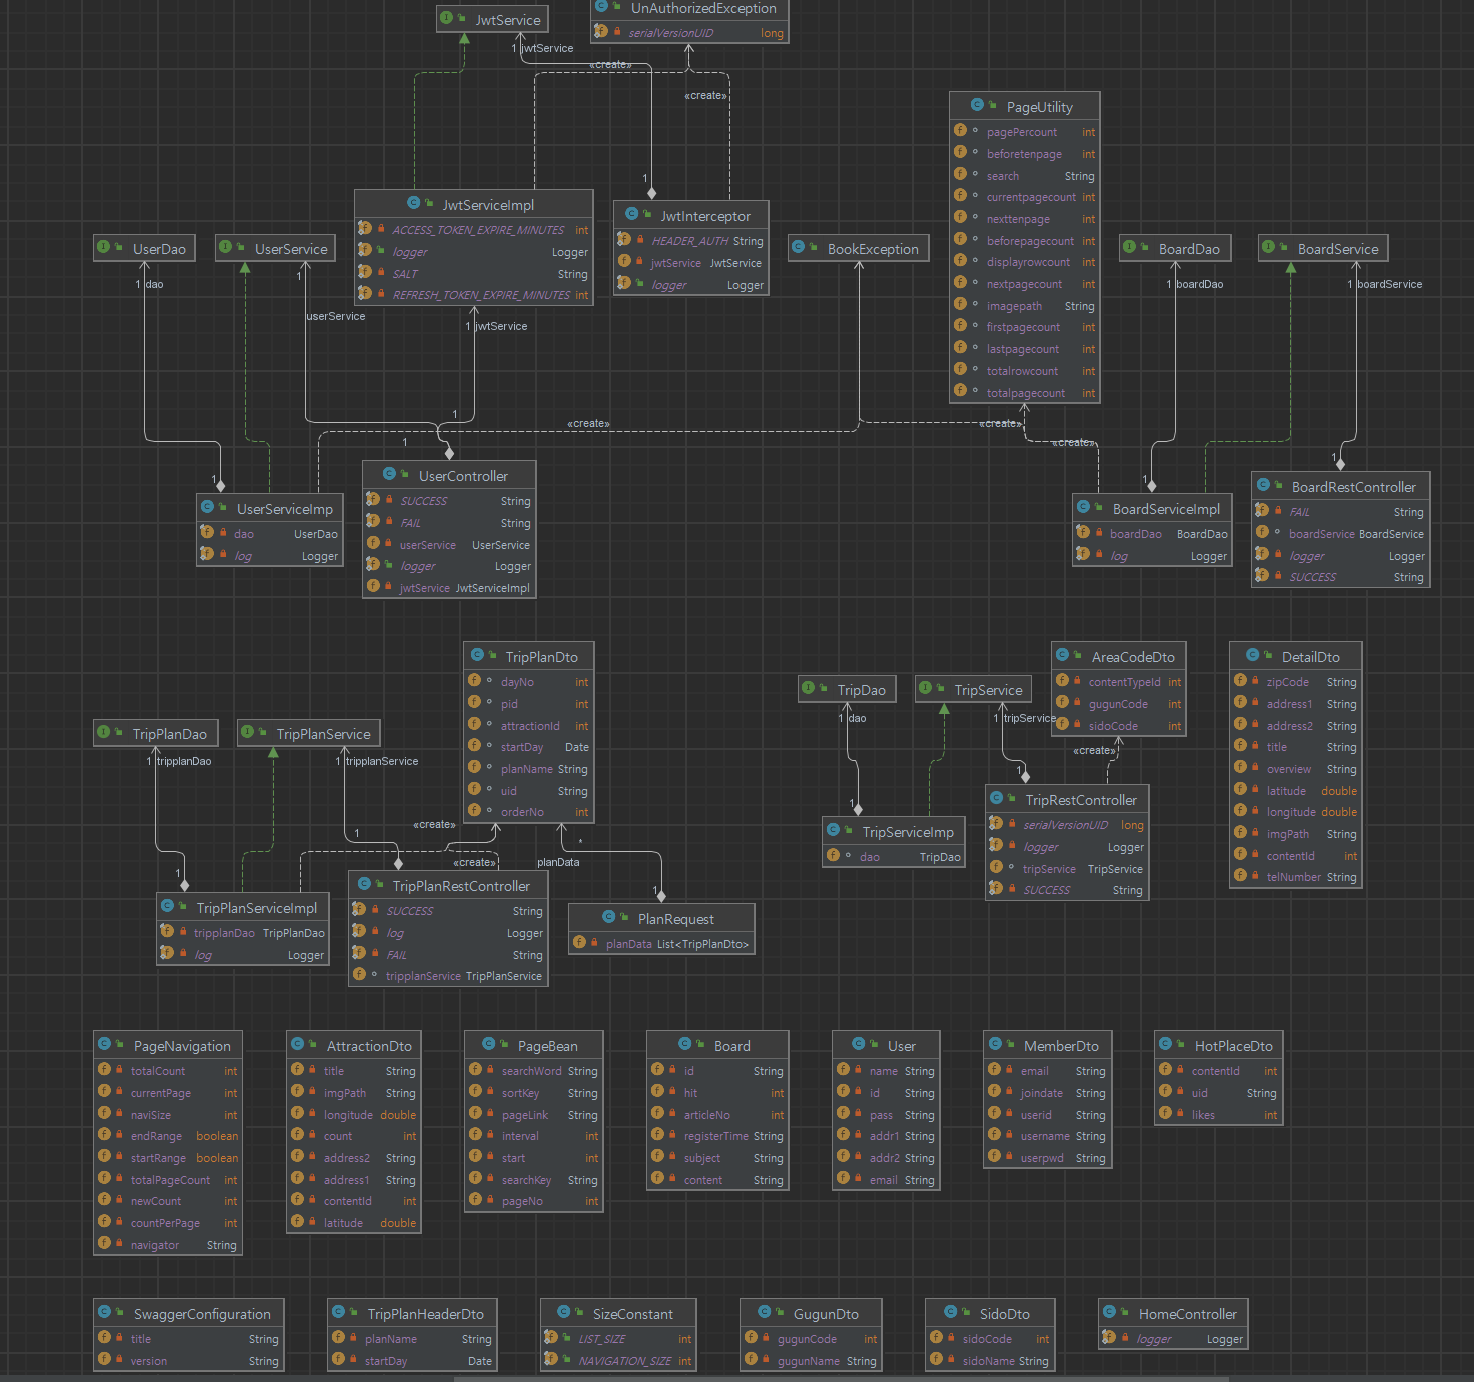 JwtService
UnAuthorizedException
serialVersionUID long
1 jwtService
«create»
«create»
PageUtility
pagePercount int
beforetenpage int
search String
currentpagecount int
nexttenpage int
beforepagecount int
displayrowcount int
nextpagecount int
imagepath String
firstpagecount int
lastpagecount int
totalrowcount int
totalpagecount int
1
JwtServiceImpl
ACCESS_TOKEN_EXPIRE_MINUTES int
logger Logger
SALT String
REFRESH_TOKEN_EXPIRE_MINUTES int
JwtInterceptor
HEADER_AUTH String
jwtService JwtService
logger Logger
UserDao
UserService
BookException
BoardDao
BoardService
1 dao
1
userService
1 jwtService
1 boardDao
1 boardService
1
1
«create»
«create»
«create»
1
1
1
UserServiceImp
dao UserDao
log Logger
UserController
SUCCESS String
FAIL String
userService UserService
logger Logger
jwtService JwtServiceImpl
BoardServiceImpl
boardDao BoardDao
log Logger
BoardRestController
FAIL String
boardService BoardService
logger Logger
SUCCESS String
TripPlanDto
dayNo int
pid int
attractionId int
startDay Date
planName String
uid String
orderNo int
TripPlanDao
TripPlanService
1 tripplanDao
1 tripplanService
TripDao
TripService
1 dao
1 tripService
AreaCodeDto
contentTypeId int
gugunCode int
sidoCode int
«create»
DetailDto
zipCode String
address1 String
address2 String
title String
overview String
latitude double
longitude double
imgPath String
contentId int
telNumber String
1
1
TripServiceImp
dao TripDao
TripRestController
serialVersionUID long
logger Logger
tripService TripService
SUCCESS String
«create»
1
*
«create»
planData
1
1
TripPlanServiceImpl
tripplanDao TripPlanDao
log Logger
TripPlanRestController
SUCCESS String
log Logger
FAIL String
tripplanService TripPlanService
PlanRequest
planData List<TripPlanDto>
PageNavigation
totalCount int
currentPage int
naviSize int
endRange boolean
startRange boolean
totalPageCount int
newCount int
countPerPage int
navigator String
AttractionDto
title String
imgPath String
longitude double
count int
address2 String
address1 String
contentId int
latitude double
PageBean
searchWord String
sortKey String
pageLink String
interval int
start int
searchKey String
pageNo int
Board
id String
hit int
articleNo int
registerTime String
subject String
content String
User
name String
id String
pass String
addr1 String
addr2 String
email String
MemberDto
email String
joindate String
userid String
username String
userpwd String
HotPlaceDto
contentId int
uid String
likes int
SwaggerConfiguration
title String
version String
TripPlanHeaderDto
planName String
startDay Date
SizeConstant
LIST_SIZE int
NAVIGATION_SIZE int
GugunDto
gugunCode int
gugunName String
SidoDto
sidoCode int
sidoName String
HomeController
logger Logger